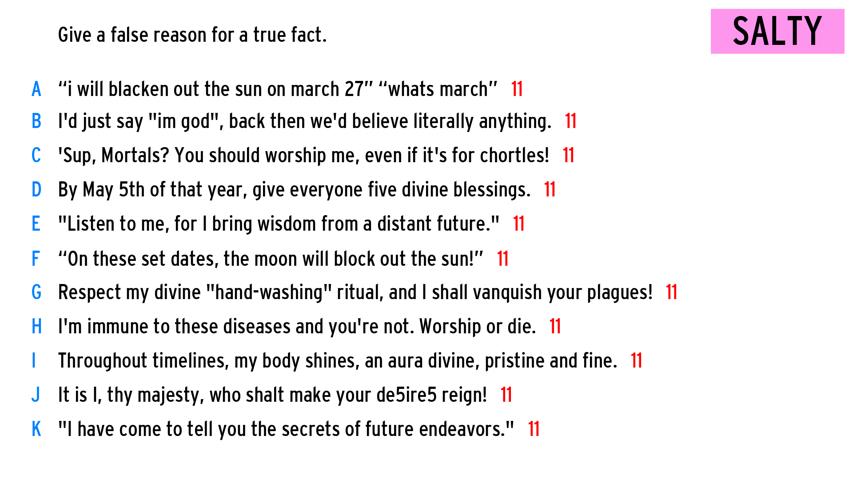 Give a false reason for a true fact.
SALTY
A “i will blacken out the sun on march 27” “whats march” 11
B I'd just say "im god", back then we'd believe literally anything. 11
C 'Sup, Mortals? You should worship me, even if it's for chortles! 11
D By May 5th of that year, give everyone five divine blessings. 11
E "Listen to me, for I bring wisdom from a distant future." 11
F “On these set dates, the moon will block out the sun!” 11
G Respect my divine "hand-washing" ritual, and I shall vanquish your plagues! 11
H I'm immune to these diseases and you're not. Worship or die. 11
I Throughout timelines, my body shines, an aura divine, pristine and fine. 11
J It is I, thy majesty, who shalt make your de5ire5 reign! 11
K "I have come to tell you the secrets of future endeavors." 11